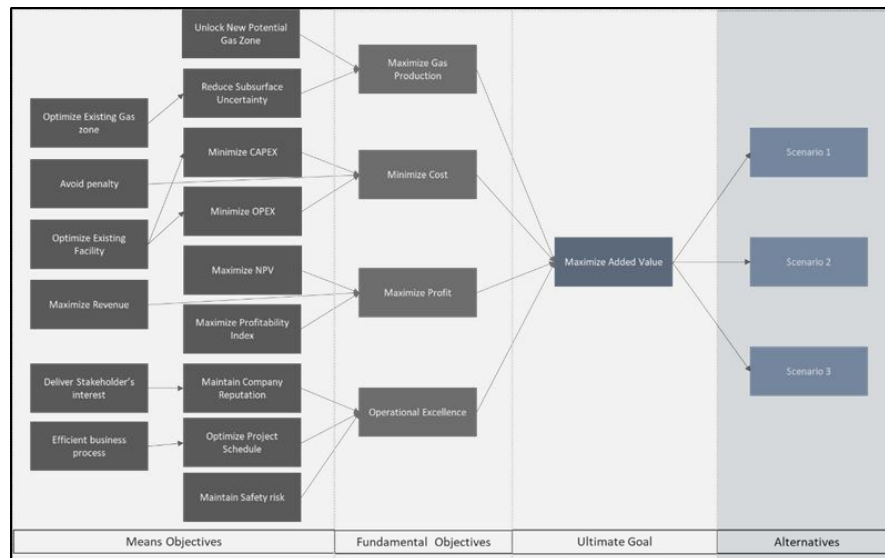 Unlock New Potential
Gas Zone
Maximize Gas
Production
Reduce Subsurface
Uncertainty
Optimize Existing Gas
zone
Minimize CAPEX
Scenario 1
Avoid penalty
Minimize Cost
Minimize OPEX
Optimize Existing
Facility
Maximize Added Value
Scenario 2
Maximize NPV
Maximize Revenue
Maximize Profit
Maximize Profitability
Index
Deliver Stakeholder's
interest
Maintain Company
Reputation
Scenario 3
Operational Excellence
Efficient business
process
Optimize Project
Schedule
Maintain Safety risk
Means Objectives
Fundamental Objectives
Ultimate Goal
Alternatives